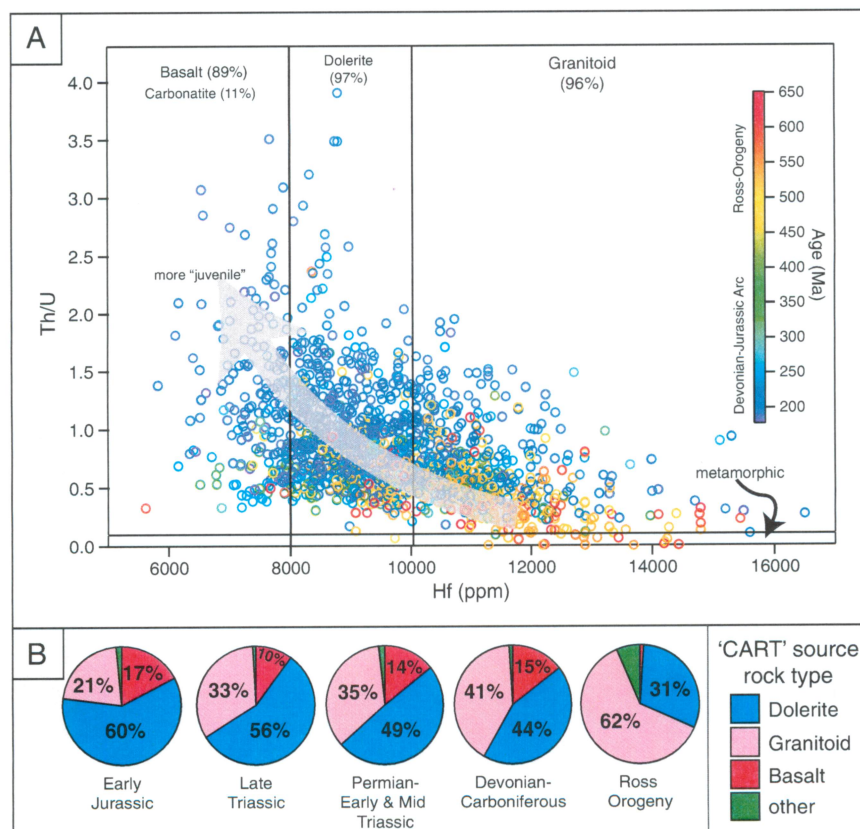 A
Basalt (89%)
Carbonatite (11%)
Dolerite
(97%)
Granitoid
(96%)
4.0
3.5
3.0
2.5
2.0
1.5
1.0
0.5
0.0
Th/U
more "juvenile"
Ross-Orogeny
Devonian-Jurassic Arc
650
600
550
500
450
400
350
300
250
200
Age (Ma)
metamorphic
6000 8000 10000 12000 14000 16000
Hf (ppm)
B
17%
21%
60%
Early
Jurassic
10%
33%
56%
Late
Triassic
14%
35%
49%
Permian-
Early & Mid
Triassic
15%
41%
44%
Devonian-
Carboniferous
31%
62%
Ross
Orogeny
'CART' source
rock type
Dolerite
Granitoid
Basalt
other